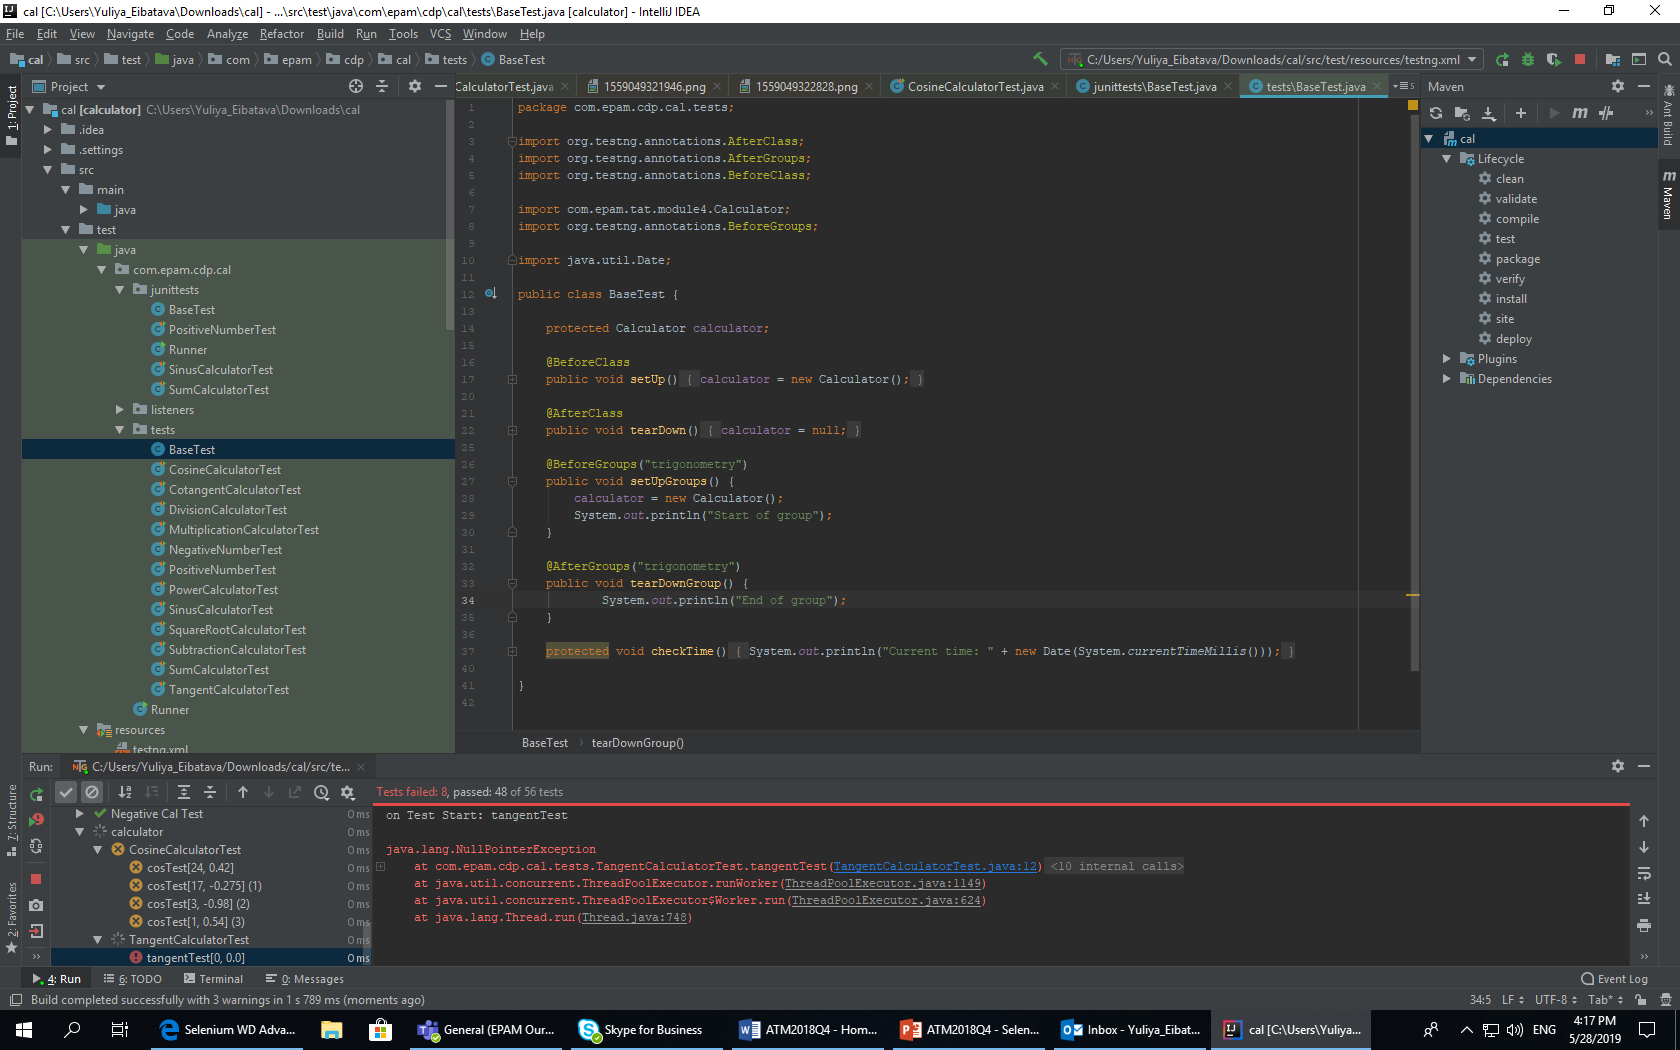 cal [C:\Users\Yuliya_Eibatava\Downloads\cal] - ...\src\test\java\com\epam\cdp\cal\tests\BaseTest.java [calculator] - IntelliJ IDEA
File Edit View Navigate Code Analyze Refactor Build Run Tools VCS Window Help
cal src test java com epam cdp cal tests BaseTest
C:/Users/Yuliya_Eibatava/Downloads/cal/src/test/resources/testng.xml
Project
CalculatorTest.java 1559049321946.png 1559049322828.png CosineCalculatorTest.java junittests\BaseTest.java tests\BaseTest.java
Maven
1: Project
cal [calculator] C:\Users\Yuliya_Eibatava\Downloads\cal
.idea
.settings
src
main
java
test
java
com.epam.cdp.cal
junittests
BaseTest
PositiveNumberTest
Runner
SinusCalculatorTest
SumCalculatorTest
listeners
tests
BaseTest
CosineCalculatorTest
CotangentCalculatorTest
DivisionCalculatorTest
MultiplicationCalculatorTest
NegativeNumberTest
PositiveNumberTest
PowerCalculatorTest
SinusCalculatorTest
SquareRootCalculatorTest
SubtractionCalculatorTest
SumCalculatorTest
TangentCalculatorTest
Runner
resources
testng.xml
1 package com.epam.cdp.cal.tests;
2
3 import org.testng.annotations.AfterClass;
4 import org.testng.annotations.AfterGroups;
5 import org.testng.annotations.BeforeClass;
6
7 import com.epam.tat.module4.Calculator;
8 import org.testng.annotations.BeforeGroups;
9
10 import java.util.Date;
11
12 public class BaseTest {
13
14 protected Calculator calculator;
15
16 @BeforeClass
17 public void setUp() { calculator = new Calculator(); }
20
21 @AfterClass
22 public void tearDown() { calculator = null; }
25
26 @BeforeGroups("trigonometry")
27 public void setUpGroups() {
28 calculator = new Calculator();
29 System.out.println("Start of group");
30 }
31
32 @AfterGroups("trigonometry")
33 public void tearDownGroup() {
34 System.out.println("End of group");
35 }
36
37 protected void checkTime() { System.out.println("Current time: " + new Date(System.currentTimeMillis())); }
40
41 }
42
BaseTest tearDownGroup()
cal
Lifecycle
clean
validate
compile
test
package
verify
install
site
deploy
Plugins
Dependencies
Ant Build
Maven
Run: C:/Users/Yuliya_Eibatava/Downloads/cal/src/te...
Tests failed: 8, passed: 48 of 56 tests
7: Structure
2: Favorites
Negative Cal Test 0 ms
calculator 0 ms
CosineCalculatorTest 0 ms
cosTest[24, 0.42] 0 ms
cosTest[17, -0.275] (1) 0 ms
cosTest[3, -0.98] (2) 0 ms
cosTest[1, 0.54] (3) 0 ms
TangentCalculatorTest 0 ms
tangentTest[0, 0.0] 0 ms
on Test Start: tangentTest
java.lang.NullPointerException
at com.epam.cdp.cal.tests.TangentCalculatorTest.tangentTest(TangentCalculatorTest.java:12) <10 internal calls>
at java.util.concurrent.ThreadPoolExecutor.runWorker(ThreadPoolExecutor.java:1149)
at java.util.concurrent.ThreadPoolExecutor$Worker.run(ThreadPoolExecutor.java:624)
at java.lang.Thread.run(Thread.java:748)
4: Run 6: TODO Terminal 0: Messages Event Log
Build completed successfully with 3 warnings in 1 s 789 ms (moments ago) 34:5 LF UTF-8 Tab*
Selenium WD Adva... General (EPAM Our... Skype for Business ATM2018Q4 - Hom... ATM2018Q4 - Selen... Inbox - Yuliya_Eibat... cal [C:\Users\Yuliya... ENG 4:17 PM
5/28/2019